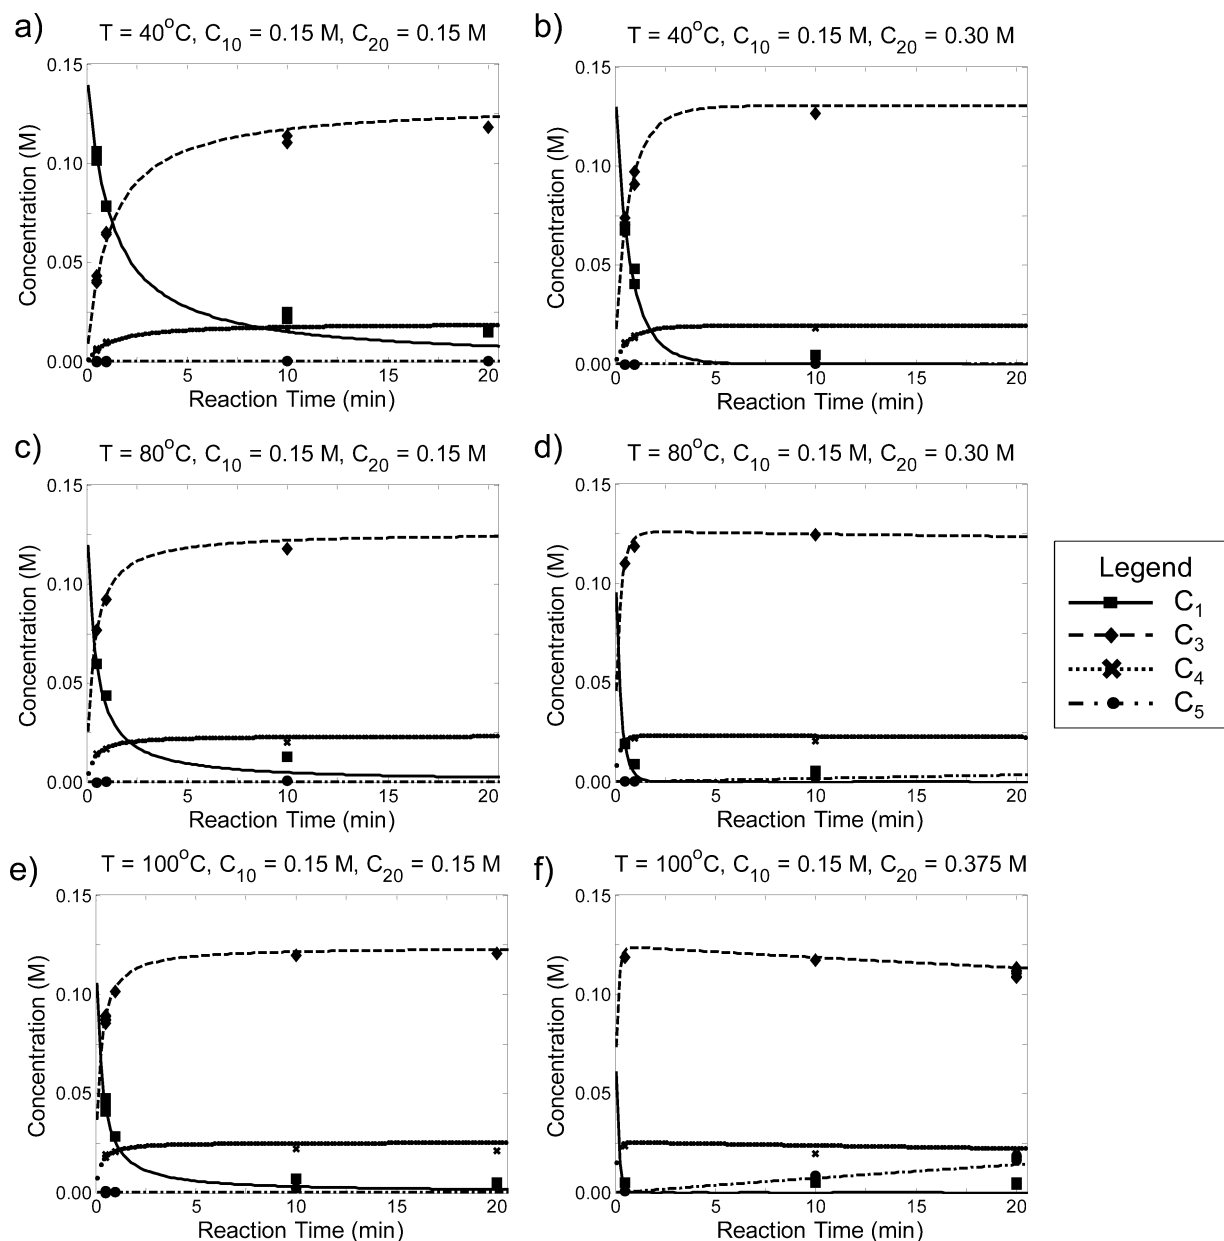 a)
T = 40°C, C10 = 0.15 M, C20 = 0.15 M
0.15
0.10
0.05
0.00
Concentration (M)
0
5
10
15
20
Reaction Time (min)
b)
T = 40°C, C10 = 0.15 M, C20 = 0.30 M
0.15
0.10
0.05
0.00
Concentration (M)
0
5
10
15
20
Reaction Time (min)
c)
T = 80°C, C10 = 0.15 M, C20 = 0.15 M
0.15
0.10
0.05
0.00
Concentration (M)
0
5
10
15
20
Reaction Time (min)
d)
T = 80°C, C10 = 0.15 M, C20 = 0.30 M
0.15
0.10
0.05
0.00
Concentration (M)
0
5
10
15
20
Reaction Time (min)
Legend
C1
C3
C4
C5
e)
T = 100°C, C10 = 0.15 M, C20 = 0.15 M
0.15
0.10
0.05
0.00
Concentration (M)
0
5
10
15
20
Reaction Time (min)
f)
T = 100°C, C10 = 0.15 M, C20 = 0.375 M
0.15
0.10
0.05
0.00
Concentration (M)
0
5
10
15
20
Reaction Time (min)